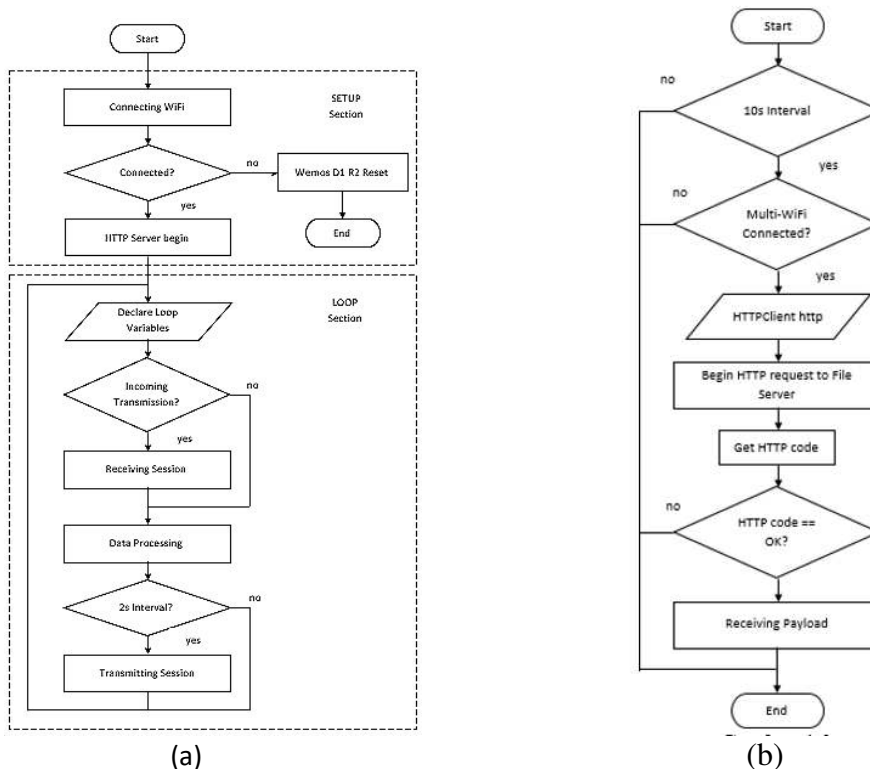 Start
SETUP
Section
Connecting WiFi
Connected?
no
Wemos D1 R2 Reset
yes
End
HTTP Server begin
LOOP
Section
Declare Loop
Variables
Incoming
Transmission?
no
yes
Receiving Session
Data Processing
2s Interval?
no
yes
Transmitting Session
(a)
Start
no
10s Interval
yes
no
Multi-WiFi
Connected?
yes
HTTPClient http
Begin HTTP request to File
Server
Get HTTP code
no
HTTP code ==
OK?
Receiving Payload
End
(b)